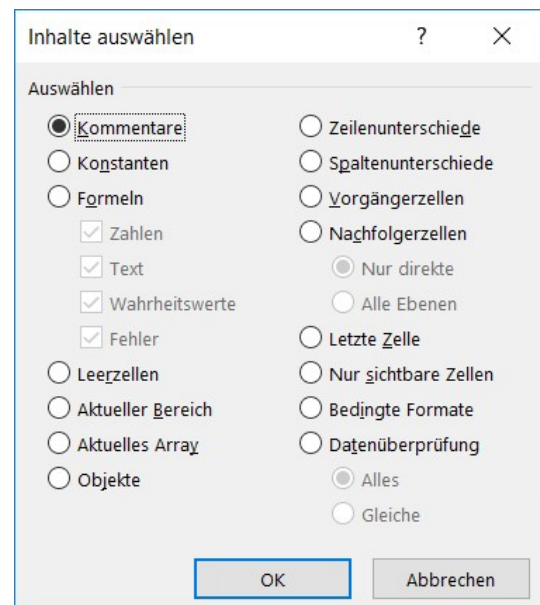 Inhalte auswählen ? ×
Auswählen
Kommentare
Konstanten
Formeln
Zahlen
Text
Wahrheitswerte
Fehler
Leerzellen
Aktueller Bereich
Aktuelles Array
Objekte
Zeilenunterschiede
Spaltenunterschiede
Vorgängerzellen
Nachfolgerzellen
Nur direkte
Alle Ebenen
Letzte Zelle
Nur sichtbare Zellen
Bedingte Formate
Datenüberprüfung
Alles
Gleiche
OK
Abbrechen